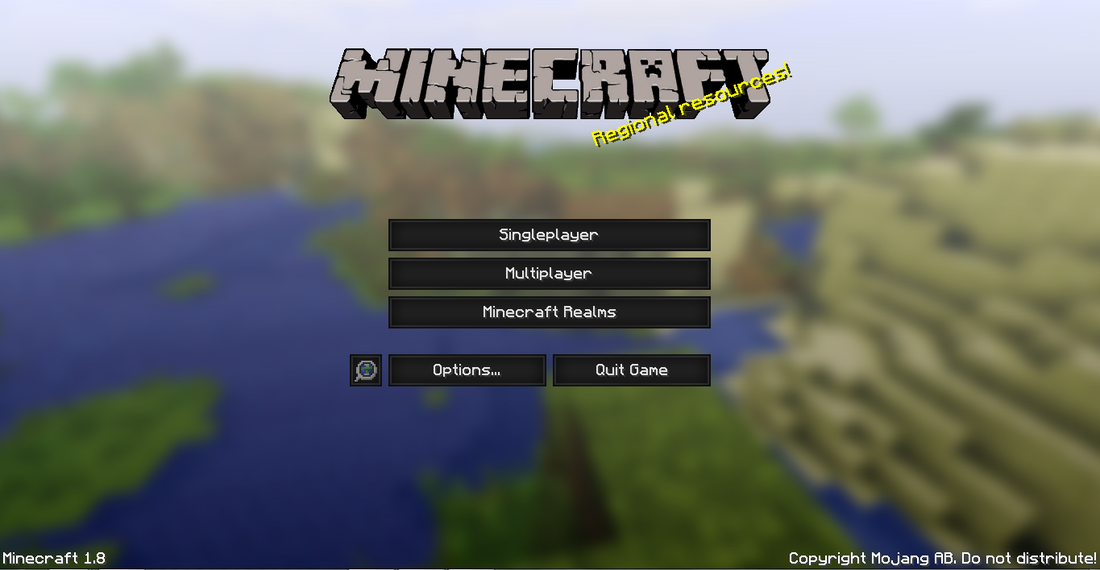 MINECRAFT
Regional resources!
Singleplayer
Multiplayer
Minecraft Realms
Options...
Quit Game
Minecraft 1.8
Copyright Mojang AB. Do not distribute!